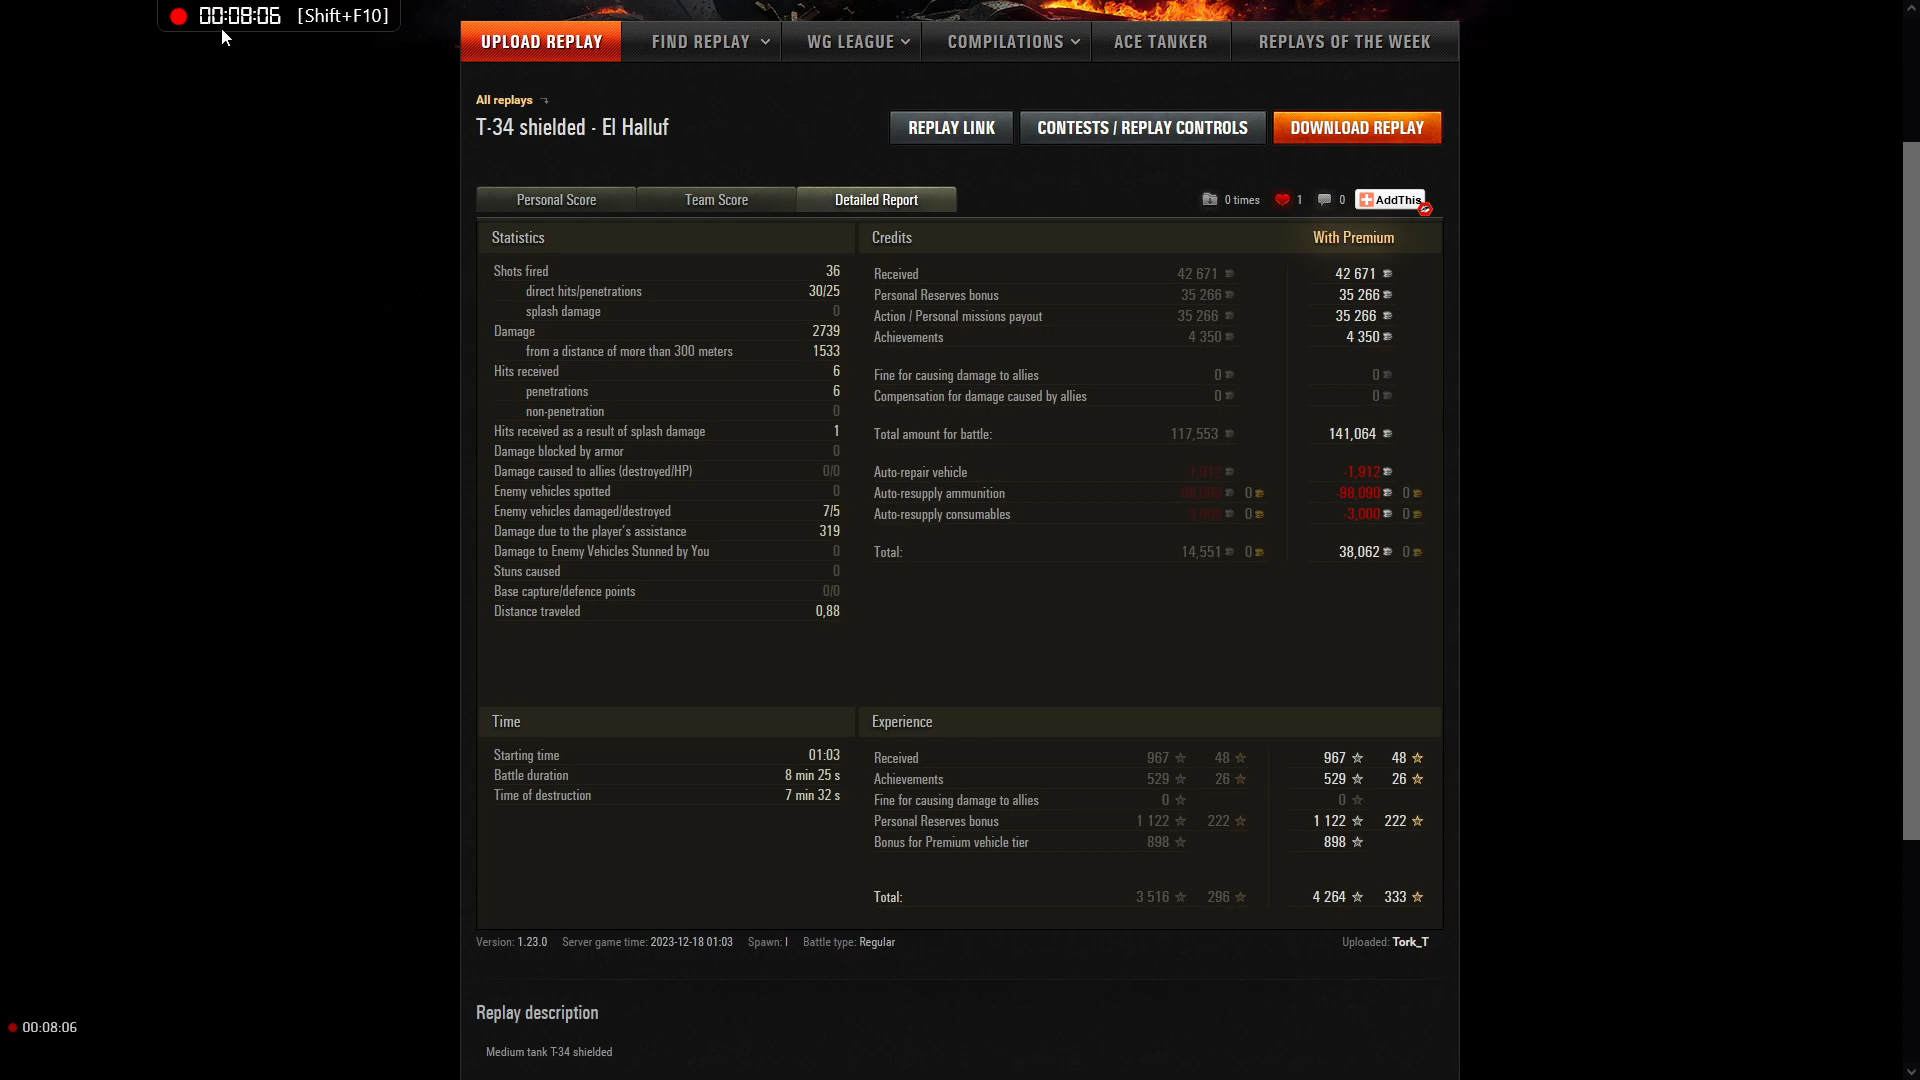 00:08:06 [Shift+F10]
UPLOAD REPLAY FIND REPLAY WG LEAGUE COMPILATIONS ACE TANKER REPLAYS OF THE WEEK
All replays
T-34 shielded - El Halluf
REPLAY LINK CONTESTS / REPLAY CONTROLS DOWNLOAD REPLAY
Personal Score Team Score Detailed Report 0 times 1 0 AddThis
Statistics Credits With Premium
Shots fired 36
direct hits/penetrations 30/25
splash damage 0
Damage 2739
from a distance of more than 300 meters 1533
Hits received 6
penetrations 6
non-penetration 0
Hits received as a result of splash damage 1
Damage blocked by armor 0
Damage caused to allies (destroyed/HP) 0/0
Enemy vehicles spotted 0
Enemy vehicles damaged/destroyed 7/5
Damage due to the player's assistance 319
Damage to Enemy Vehicles Stunned by You 0
Stuns caused 0
Base capture/defence points 0/0
Distance traveled 0,88
Received 42 671 42 671
Personal Reserves bonus 35 266 35 266
Action / Personal missions payout 35 266 35 266
Achievements 4 350 4 350
Fine for causing damage to allies 0 0
Compensation for damage caused by allies 0 0
Total amount for battle: 117,553 141,064
Auto-repair vehicle -1,912 -1,912
Auto-resupply ammunition 0 -98,090 0
Auto-resupply consumables 0 -3,000 0
Total: 14,551 0 38,062 0
Time Experience
Starting time 01:03
Battle duration 8 min 25 s
Time of destruction 7 min 32 s
Received 967 48 967 48
Achievements 529 26 529 26
Fine for causing damage to allies 0 0
Personal Reserves bonus 1 122 222 1 122 222
Bonus for Premium vehicle tier 898 898
Total: 3 516 296 4 264 333
Version: 1.23.0 Server game time: 2023-12-18 01:03 Spawn: I Battle type: Regular Uploaded: Tork_T
Replay description
00:08:06
Medium tank T-34 shielded